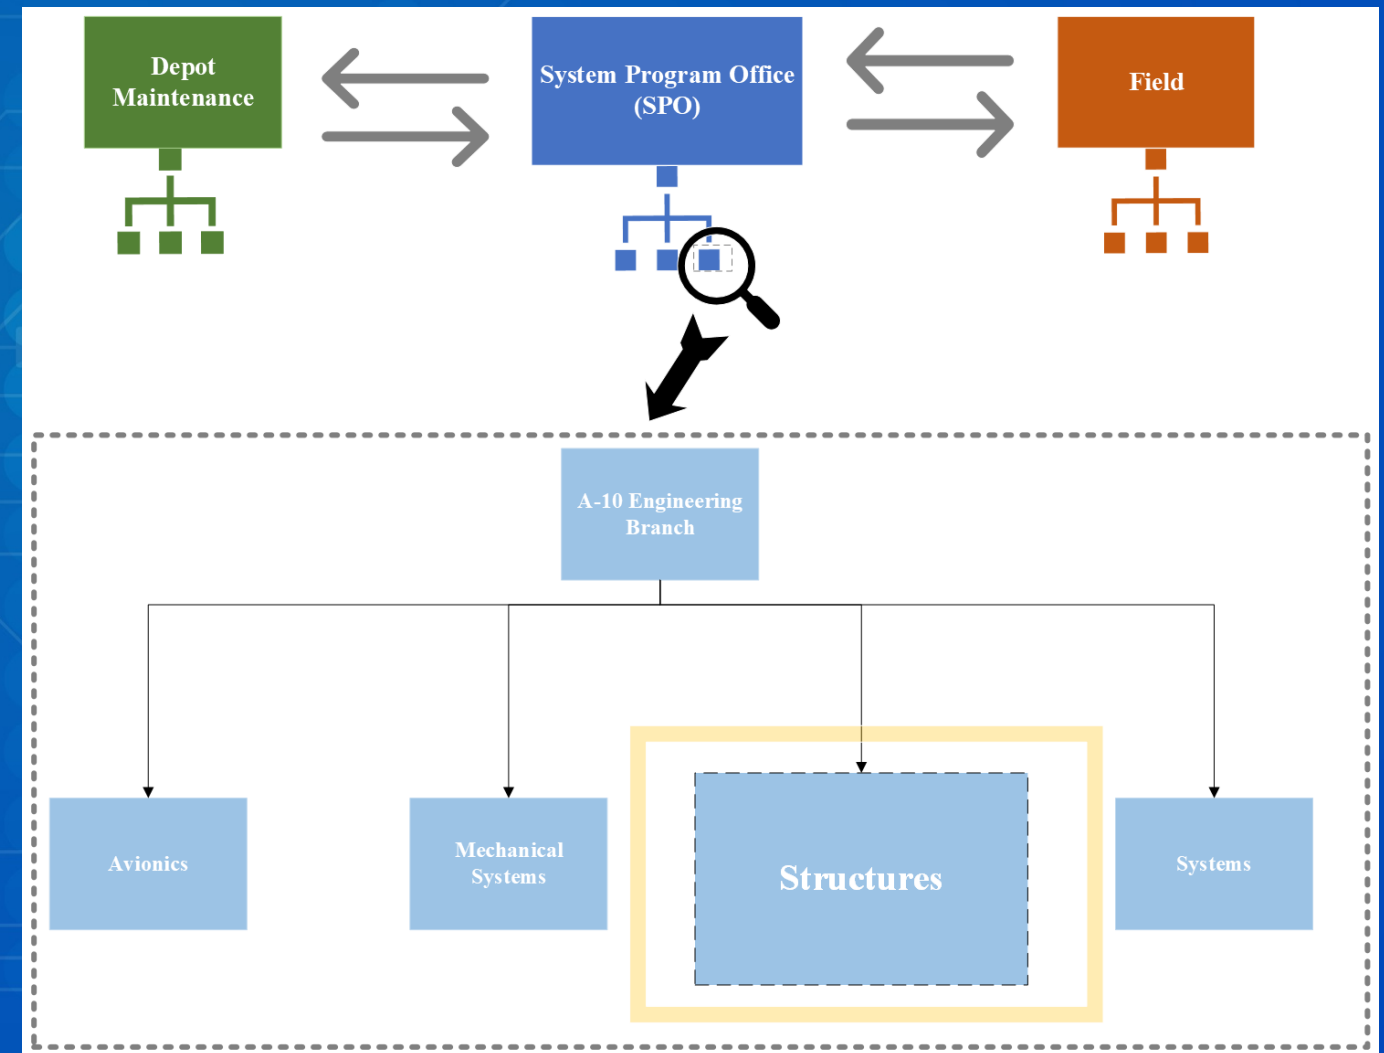 Depot
Maintenance
System Program Office
(SPO)
Field
A-10 Engineering
Branch
Avionics
Mechanical
Systems
Structures
Systems